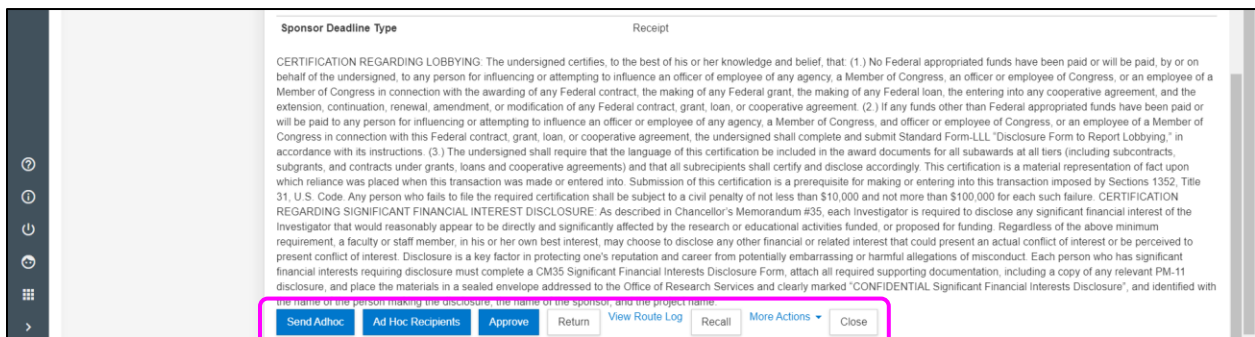 Sponsor Deadline Type Receipt
CERTIFICATION REGARDING LOBBYING: The undersigned certifies, to the best of his or her knowledge and belief, that: (1.) No Federal appropriated funds have been paid or will be paid, by or on
behalf of the undersigned, to any person for influencing or attempting to influence an officer of employee of any agency, a Member of Congress, an officer or employee of Congress, or an employee of a
Member of Congress in connection with the awarding of any Federal contract, the making of any Federal grant, the making of any Federal loan, the entering into any cooperative agreement, and the
extension, continuation, renewal, amendment, or modification of any Federal contract, grant, loan, or cooperative agreement. (2.) If any funds other than Federal appropriated funds have been paid or
will be paid to any person for influencing or attempting to influence an officer or employee of any agency, a Member of Congress, and officer or employee of Congress, or an employee of a Member of
Congress in connection with this Federal contract, grant, loan, or cooperative agreement, the undersigned shall complete and submit Standard Form-LLL "Disclosure Form to Report Lobbying," in
accordance with its instructions. (3.) The undersigned shall require that the language of this certification be included in the award documents for all subawards at all tiers (including subcontracts,
subgrants, and contracts under grants, loans and cooperative agreements) and that all subrecipients shall certify and disclose accordingly. This certification is a material representation of fact upon
which reliance was placed when this transaction was made or entered into. Submission of this certification is a prerequisite for making or entering into this transaction imposed by Sections 1352, Title
31, U.S. Code. Any person who fails to file the required certification shall be subject to a civil penalty of not less than $10,000 and not more than $100,000 for each such failure. CERTIFICATION
REGARDING SIGNIFICANT FINANCIAL INTEREST DISCLOSURE: As described in Chancellor's Memorandum #35, each Investigator is required to disclose any significant financial interest of the
Investigator that would reasonably appear to be directly and significantly affected by the research or educational activities funded, or proposed for funding. Regardless of the above minimum
requirement, a faculty or staff member, in his or her own best interest, may choose to disclose any other financial or related interest that could present an actual conflict of interest or be perceived to
present conflict of interest. Disclosure is a key factor in protecting one's reputation and career from potentially embarrassing or harmful allegations of misconduct. Each person who has significant
financial interests requiring disclosure must complete a CM35 Significant Financial Interests Disclosure Form, attach all required supporting documentation, including a copy of any relevant PM-11
disclosure, and place the materials in a sealed envelope addressed to the Office of Research Services and clearly marked "CONFIDENTIAL Significant Financial Interests Disclosure", and identified with
the name of the person making the disclosure, the name of the sponsor, and the project name.
Send Adhoc Ad Hoc Recipients Approve Return View Route Log Recall More Actions Close